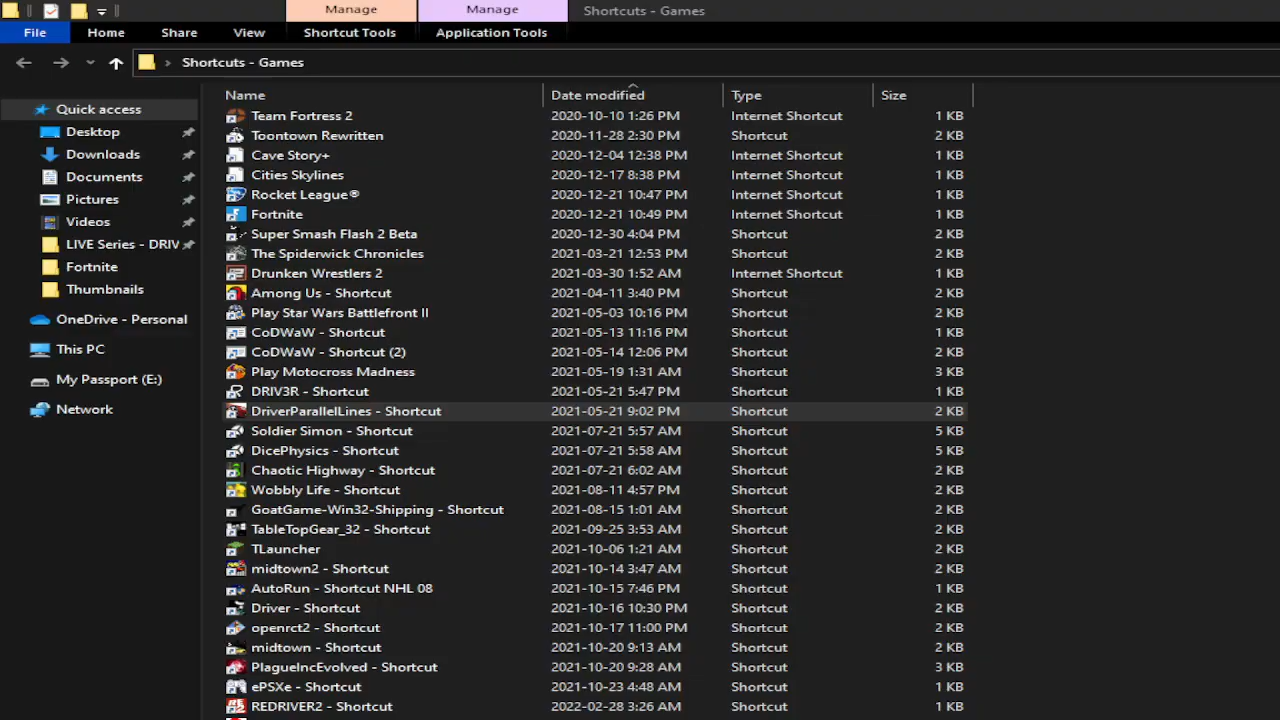 Manage Manage Shortcuts - Games
File Home Share View Shortcut Tools Application Tools
Shortcuts - Games
Name Date modified Type Size
Quick access
Desktop
Downloads
Documents
Pictures
Videos
LIVE Series - DRIV
Fortnite
Thumbnails
OneDrive - Personal
This PC
My Passport (E:)
Network
Team Fortress 2 2020-10-10 1:26 PM Internet Shortcut 1 KB
Toontown Rewritten 2020-11-28 2:30 PM Shortcut 2 KB
Cave Story+ 2020-12-04 12:38 PM Internet Shortcut 1 KB
Cities Skylines 2020-12-17 8:38 PM Internet Shortcut 1 KB
Rocket League® 2020-12-21 10:47 PM Internet Shortcut 1 KB
Fortnite 2020-12-21 10:49 PM Internet Shortcut 1 KB
Super Smash Flash 2 Beta 2020-12-30 4:04 PM Shortcut 2 KB
The Spiderwick Chronicles 2021-03-21 12:53 PM Shortcut 2 KB
Drunken Wrestlers 2 2021-03-30 1:52 AM Internet Shortcut 1 KB
Among Us - Shortcut 2021-04-11 3:40 PM Shortcut 2 KB
Play Star Wars Battlefront II 2021-05-03 10:16 PM Shortcut 2 KB
CoDWaW - Shortcut 2021-05-13 11:16 PM Shortcut 1 KB
CoDWaW - Shortcut (2) 2021-05-14 12:06 PM Shortcut 2 KB
Play Motocross Madness 2021-05-19 1:31 AM Shortcut 3 KB
DRIV3R - Shortcut 2021-05-21 5:47 PM Shortcut 1 KB
DriverParallelLines - Shortcut 2021-05-21 9:02 PM Shortcut 2 KB
Soldier Simon - Shortcut 2021-07-21 5:57 AM Shortcut 5 KB
DicePhysics - Shortcut 2021-07-21 5:58 AM Shortcut 5 KB
Chaotic Highway - Shortcut 2021-07-21 6:02 AM Shortcut 2 KB
Wobbly Life - Shortcut 2021-08-11 4:57 PM Shortcut 2 KB
GoatGame-Win32-Shipping - Shortcut 2021-08-15 1:01 AM Shortcut 2 KB
TableTopGear_32 - Shortcut 2021-09-25 3:53 AM Shortcut 2 KB
TLauncher 2021-10-06 1:21 AM Shortcut 2 KB
midtown2 - Shortcut 2021-10-14 3:47 AM Shortcut 2 KB
AutoRun - Shortcut NHL 08 2021-10-15 7:46 PM Shortcut 2 KB
Driver - Shortcut 2021-10-16 10:30 PM Shortcut 2 KB
openrct2 - Shortcut 2021-10-17 11:00 PM Shortcut 2 KB
midtown - Shortcut 2021-10-20 9:13 AM Shortcut 2 KB
PlagueIncEvolved - Shortcut 2021-10-20 9:28 AM Shortcut 3 KB
ePSXe - Shortcut 2021-10-23 4:48 AM Shortcut 1 KB
REDRIVER2 - Shortcut 2022-02-28 3:26 AM Shortcut 1 KB